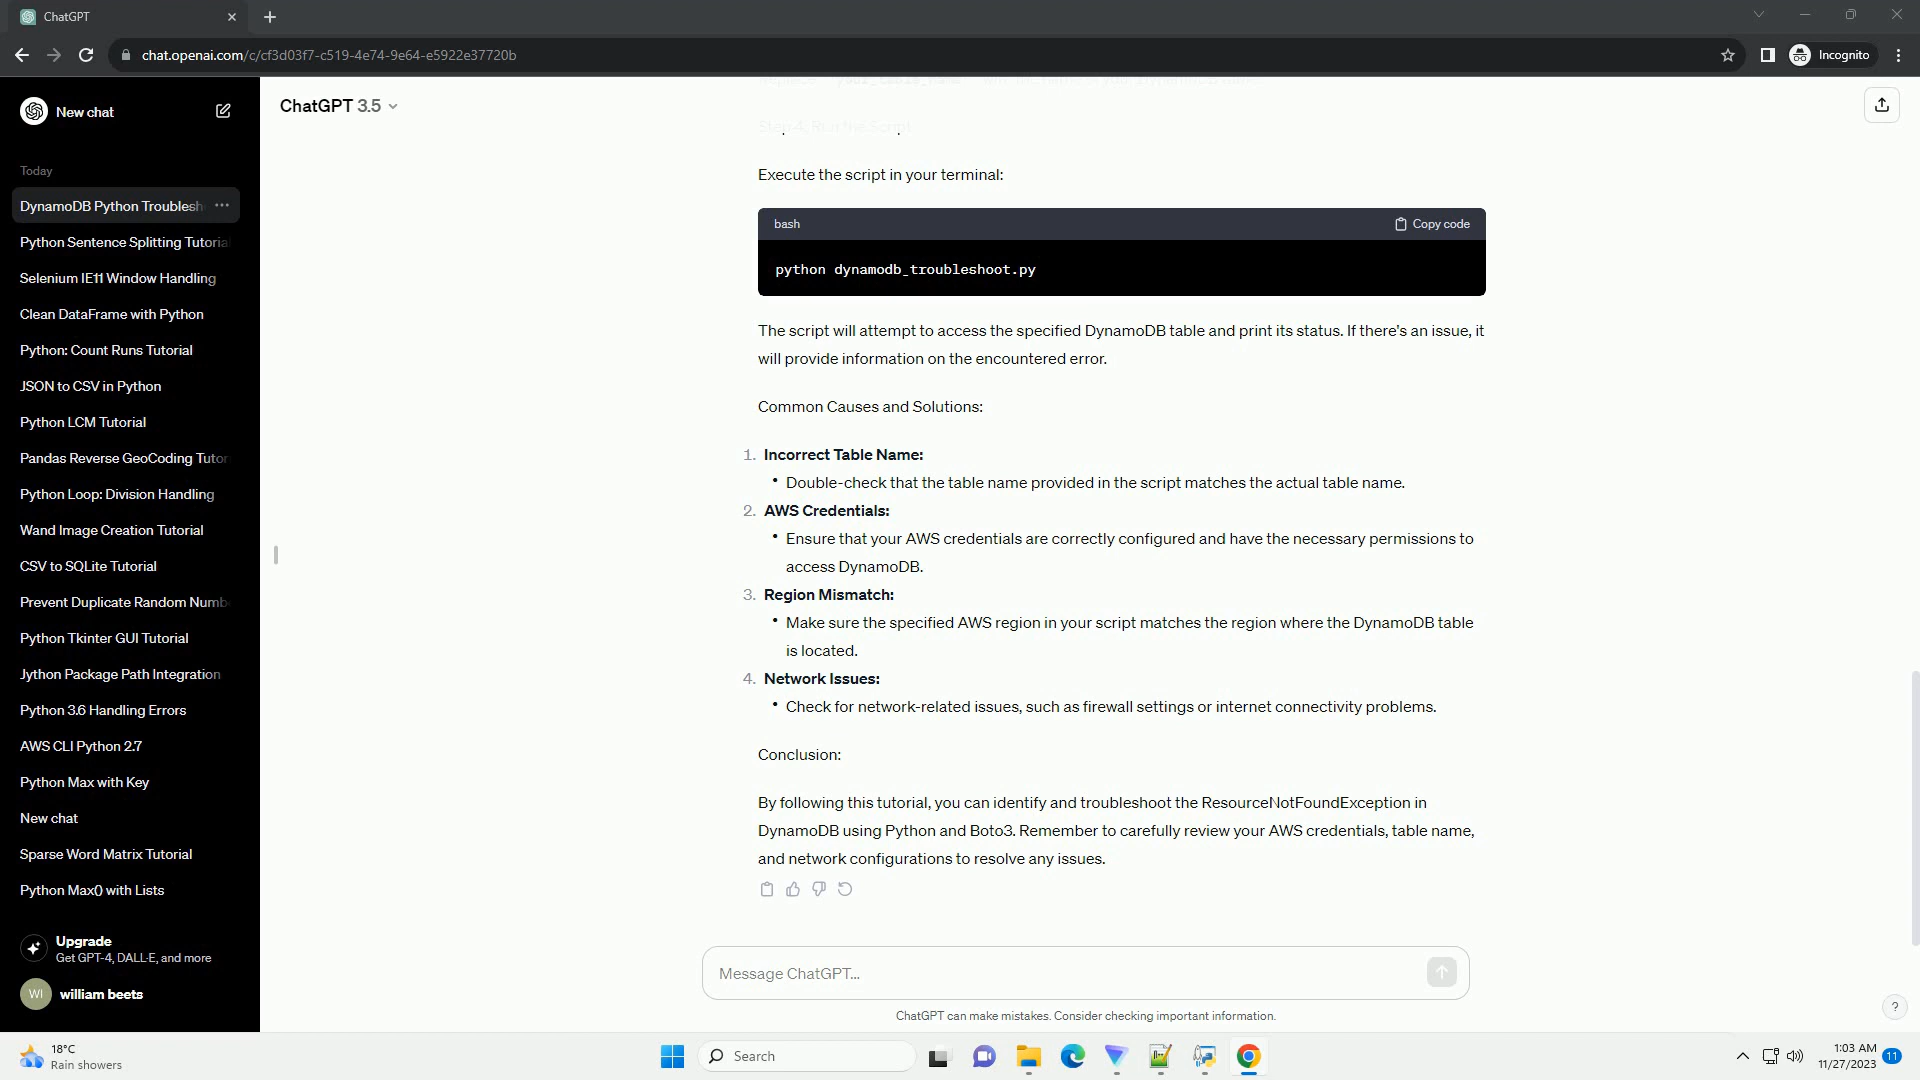 ChatGPT
chat.openai.com/c/cf3d03f7-c519-4e74-9e64-e5922e37720b
Incognito
New chat
ChatGPT 3.5
Today
DynamoDB Python Troublesh
Python Sentence Splitting Tutorial
Selenium IE11 Window Handling
Clean DataFrame with Python
Python: Count Runs Tutorial
JSON to CSV in Python
Python LCM Tutorial
Pandas Reverse GeoCoding Tutor
Python Loop: Division Handling
Wand Image Creation Tutorial
CSV to SQLite Tutorial
Prevent Duplicate Random Numbe
Python Tkinter GUI Tutorial
Jython Package Path Integration
Python 3.6 Handling Errors
AWS CLI Python 2.7
Python Max with Key
New chat
Sparse Word Matrix Tutorial
Python Max() with Lists
Upgrade
Get GPT-4, DALL·E, and more
WI
william beets
Step 4: Run the Script
Execute the script in your terminal:
bash
Copy code
python dynamodb_troubleshoot.py
The script will attempt to access the specified DynamoDB table and print its status. If there's an issue, it
will provide information on the encountered error.
Common Causes and Solutions:
1. Incorrect Table Name:
• Double-check that the table name provided in the script matches the actual table name.
2. AWS Credentials:
• Ensure that your AWS credentials are correctly configured and have the necessary permissions to
access DynamoDB.
3. Region Mismatch:
• Make sure the specified AWS region in your script matches the region where the DynamoDB table
is located.
4. Network Issues:
• Check for network-related issues, such as firewall settings or internet connectivity problems.
Conclusion:
By following this tutorial, you can identify and troubleshoot the ResourceNotFoundException in
DynamoDB using Python and Boto3. Remember to carefully review your AWS credentials, table name,
and network configurations to resolve any issues.
Message ChatGPT...
ChatGPT can make mistakes. Consider checking important information.
?
18°C
Rain showers
Search
1:03 AM
11/27/2023
11